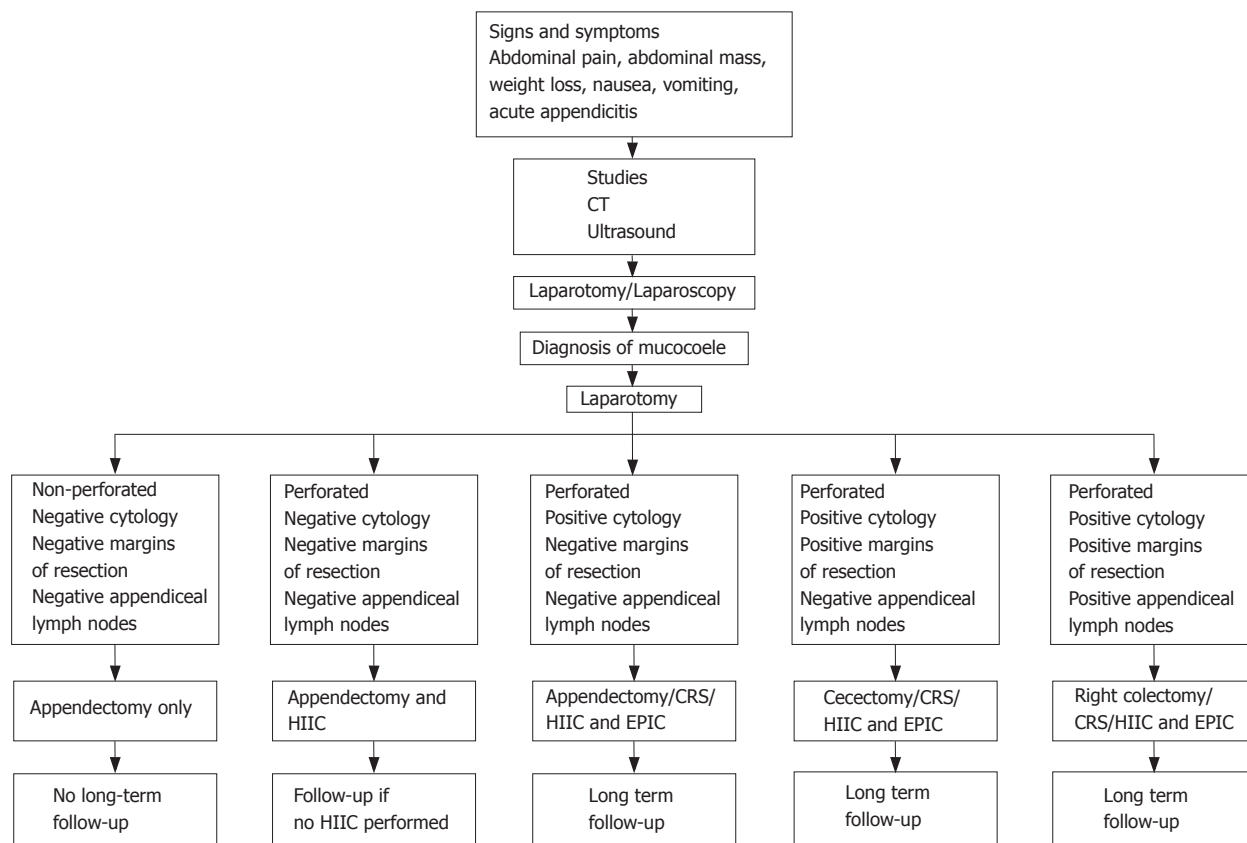 Signs and symptoms
Abdominal pain, abdominal mass,
weight loss, nausea, vomiting,
acute appendicitis
Studies
CT
Ultrasound
Laparotomy/Laparoscopy
Diagnosis of mucocoele
Laparotomy
Non-perforated
Negative cytology
Negative margins
of resection
Negative appendiceal
lymph nodes
Perforated
Negative cytology
Negative margins
of resection
Negative appendiceal
lymph nodes
Perforated
Positive cytology
Negative margins
of resection
Negative appendiceal
lymph nodes
Perforated
Positive cytology
Positive margins
of resection
Negative appendiceal
lymph nodes
Perforated
Positive cytology
Positive margins
of resection
Positive appendiceal
lymph nodes
Appendectomy only
Appendectomy and
HIIC
Appendectomy/CRS/
HIIC and EPIC
Cecectomy/CRS/
HIIC and EPIC
Right colectomy/
CRS/HIIC and EPIC
No long-term
follow-up
Follow-up if
no HIIC performed
Long term
follow-up
Long term
follow-up
Long term
follow-up